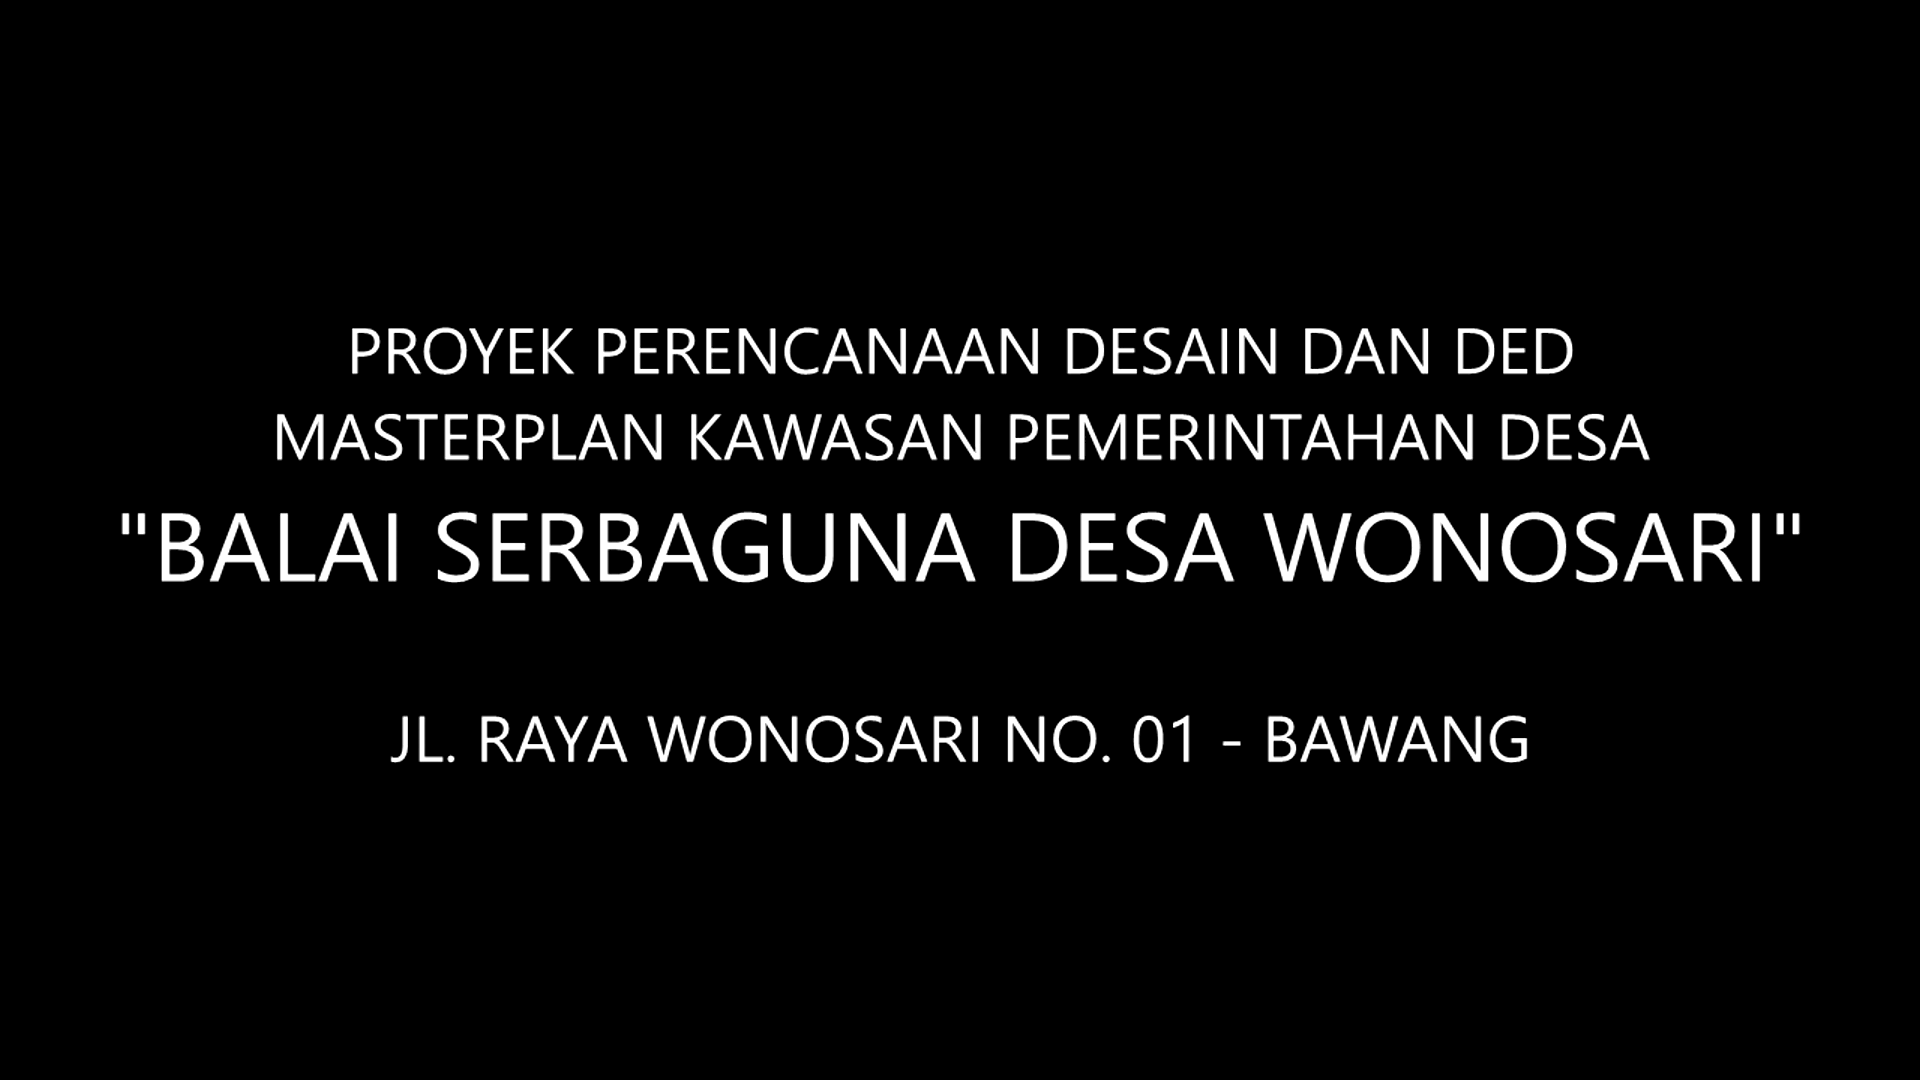 PROYEK PERENCANAAN DESAIN DAN DED
MASTERPLAN KAWASAN PEMERINTAHAN DESA
"BALAI SERBAGUNA DESA WONOSARI"
JL. RAYA WONOSARI NO. 01 - BAWANG